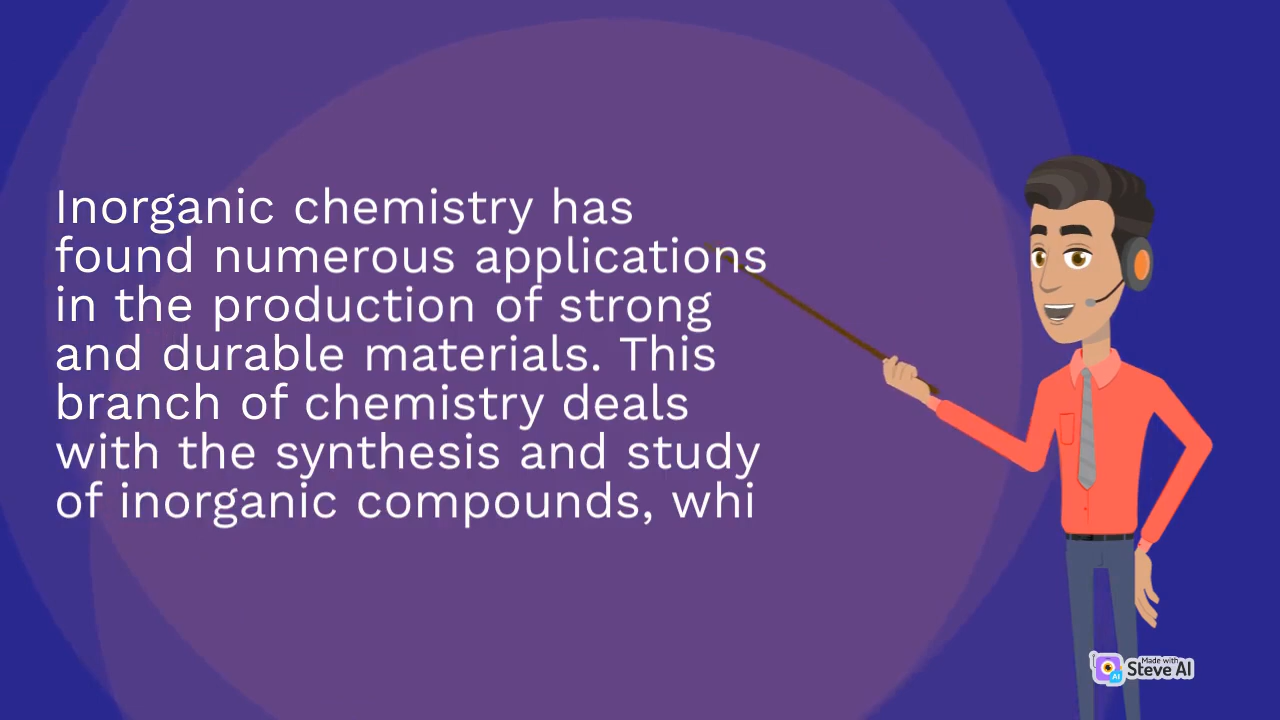 Inorganic chemistry has
found numerous applications
in the production of strong
and durable materials. This
branch of chemistry deals
with the synthesis and study
of inorganic compounds, whi
Made with
Steve AI
AI